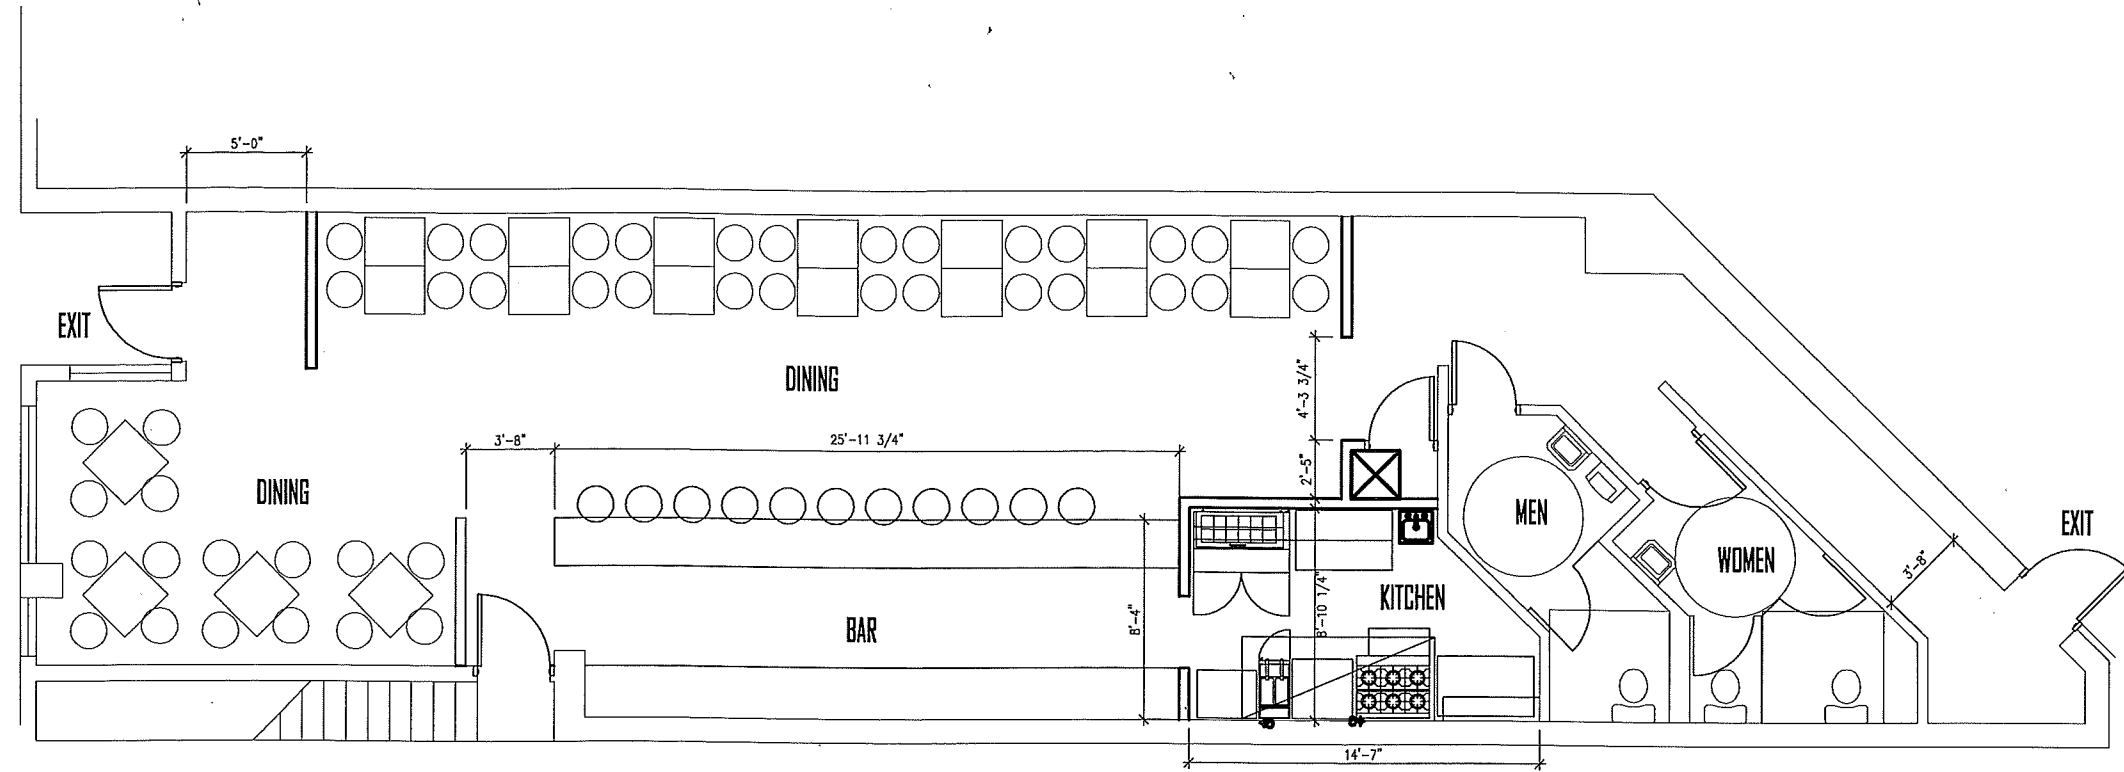 5'-0"
EXIT
DINING
4'-3 3/4"
3'-8"
25'-11 3/4"
2'-5"
DINING
MEN
EXIT
WOMEN
3'-8"
KITCHEN
8'-10 1/4"
8'-4"
BAR
14'-7"